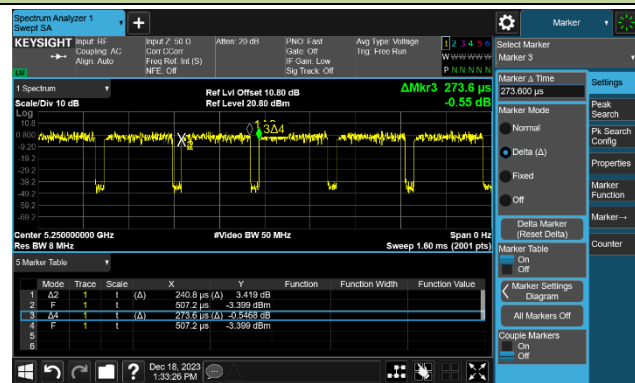 Spectrum Analyzer 1
Swept SA
Marker
KEYSIGHT
Input: RF
Coupling: AC
Align: Auto
Input Z: 50 Ω
Corr CCorr
Freq Ref: Int (S)
NFE: Off
Atten: 20 dB
PNO: Fast
Gate: Off
IF Gain: Low
Sig Track: Off
Avg Type: Voltage
Trig: Free Run
1 2 3 4 5 6
W W W W W W
P N N N N N
Select Marker
Marker 3
1 Spectrum
Scale/Div 10 dB
Ref Lvl Offset 10.80 dB
Ref Level 20.80 dBm
ΔMkr3 273.6 µs
-0.55 dB
Log
10.8
0.800
-9.20
-19.2
-29.2
-39.2
-49.2
-59.2
-69.2
3Δ4
Center 5.250000000 GHz
Res BW 8 MHz
#Video BW 50 MHz
Span 0 Hz
Sweep 1.60 ms (2001 pts)
5 Marker Table
Mode Trace Scale X Y Function Function Width Function Value
1 Δ2 1 t (Δ) 240.8 µs (Δ) 3.419 dB
2 F 1 t 507.2 µs -3.399 dBm
3 Δ4 1 t (Δ) 273.6 µs (Δ) -0.5468 dB
4 F 1 t 507.2 µs -3.399 dBm
5
6
Marker Δ Time
273.600 µs
Marker Mode
Normal
Delta (Δ)
Fixed
Off
Delta Marker
(Reset Delta)
Marker Table
On
Off
Marker Settings
Diagram
All Markers Off
Couple Markers
On
Off
Settings
Peak
Search
Pk Search
Config
Properties
Marker
Function
Marker→
Counter
Dec 18, 2023
1:33:26 PM